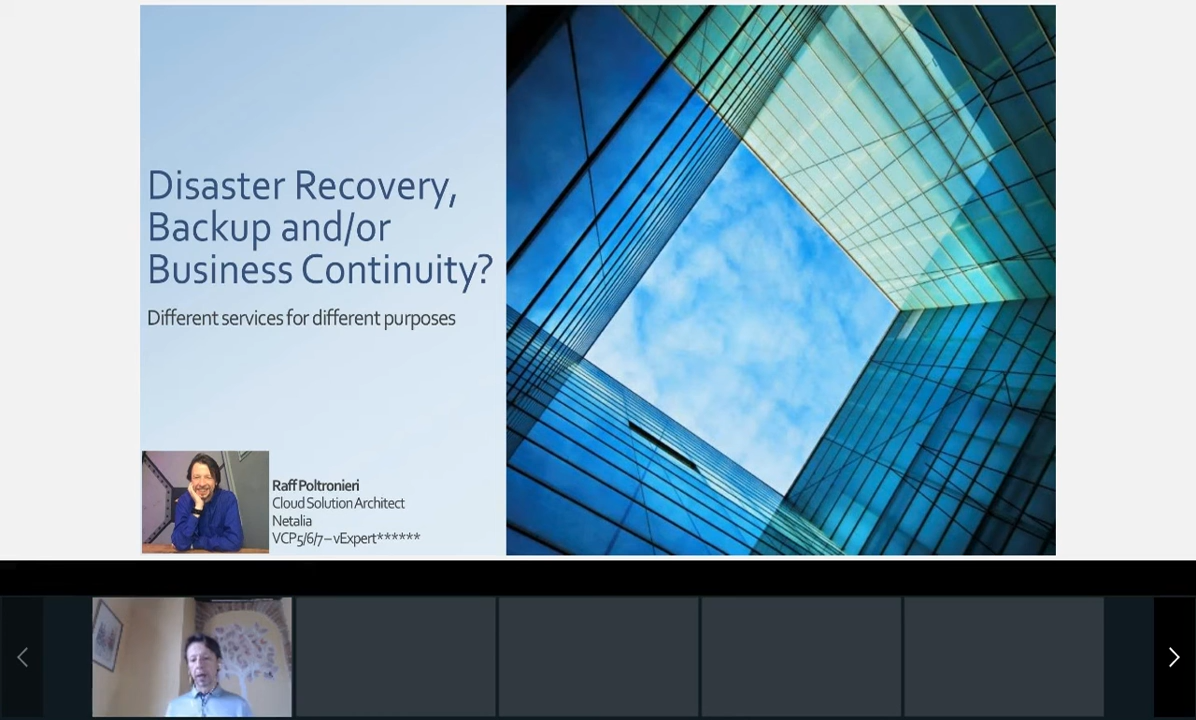 Disaster Recovery,
Backup and/or
Business Continuity?
Different services for different purposes
Raff Poltronieri
Cloud Solution Architect
Netalia
VCP5/6/7 – vExpert******